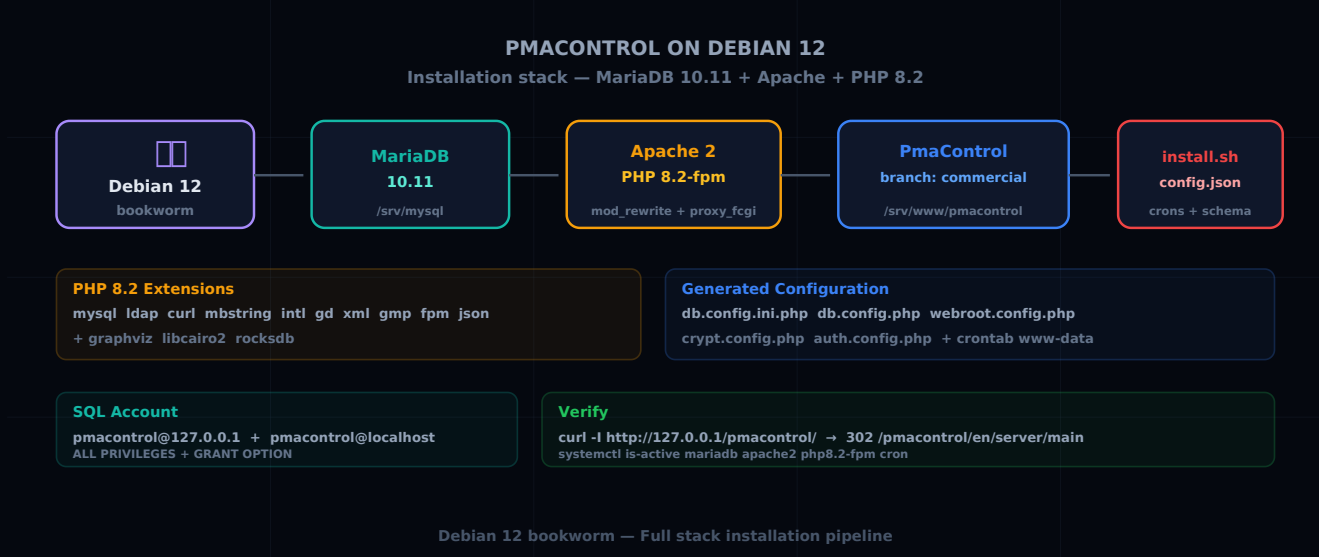 PMACONTROL ON DEBIAN 12
Installation stack — MariaDB 10.11 + Apache + PHP 8.2
Debian 12
bookworm
MariaDB
10.11
/srv/mysql
Apache 2
PHP 8.2-fpm
mod_rewrite + proxy_fcgi
PmaControl
branch: commercial
/srv/www/pmacontrol
install.sh
config.json
crons + schema
PHP 8.2 Extensions
mysql ldap curl mbstring intl gd xml gmp fpm json
+ graphviz libcairo2 rocksdb
Generated Configuration
db.config.ini.php db.config.php webroot.config.php
crypt.config.php auth.config.php + crontab www-data
SQL Account
pmacontrol@127.0.0.1 + pmacontrol@localhost
ALL PRIVILEGES + GRANT OPTION
Verify
curl -I http://127.0.0.1/pmacontrol/ → 302 /pmacontrol/en/server/main
systemctl is-active mariadb apache2 php8.2-fpm cron
Debian 12 bookworm — Full stack installation pipeline